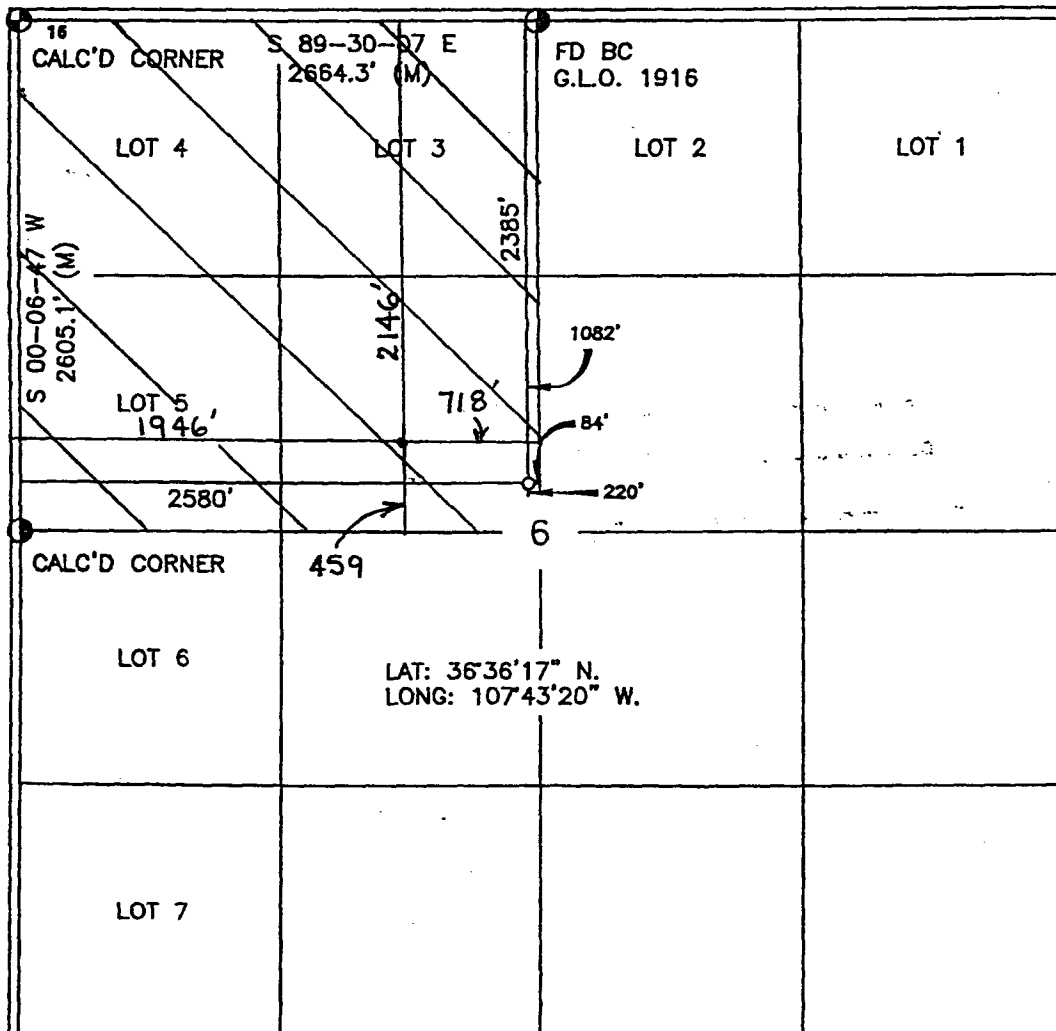 16
CALC'D CORNER
S 89-30-07 E
2664.3' (M)
FD BC
G.L.O. 1916
LOT 4
LOT 3
LOT 2
LOT 1
S 00-06-47 W
2605.1' (M)
2385'
2146'
1082'
LOT 5
1946'
718'
84'
2580'
220'
459
6
CALC'D CORNER
LOT 6
LAT: 36°36'17" N.
LONG: 107°43'20" W.
LOT 7